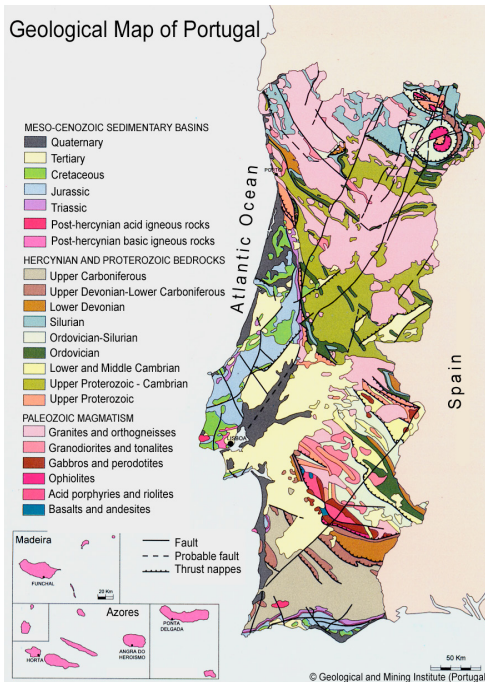 Geological Map of Portugal
MESO-CENOZOIC SEDIMENTARY BASINS
Quaternary
Tertiary
Cretaceous
Jurassic
Triassic
Post-hercynian acid igneous rocks
Post-hercynian basic igneous rocks
HERCYNIAN AND PROTEROZOIC BEDROCKS
Upper Carboniferous
Upper Devonian-Lower Carboniferous
Lower Devonian
Silurian
Ordovician-Silurian
Ordovician
Lower and Middle Cambrian
Upper Proterozoic - Cambrian
Upper Proterozoic
PALEOZOIC MAGMATISM
Granites and orthogneisses
Granodiorites and tonalites
Gabbros and perodotites
Ophiolites
Acid porphyries and riolites
Basalts and andesites
Fault
Probable fault
Thrust nappes
Atlantic Ocean
PORTO
LISBOA
Spain
Madeira
FUNCHAL
20 Km
Azores
PONTA
DELGADA
HORTA
ANGRA DO
HEROISMO
50 Km
© Geological and Mining Institute (Portugal